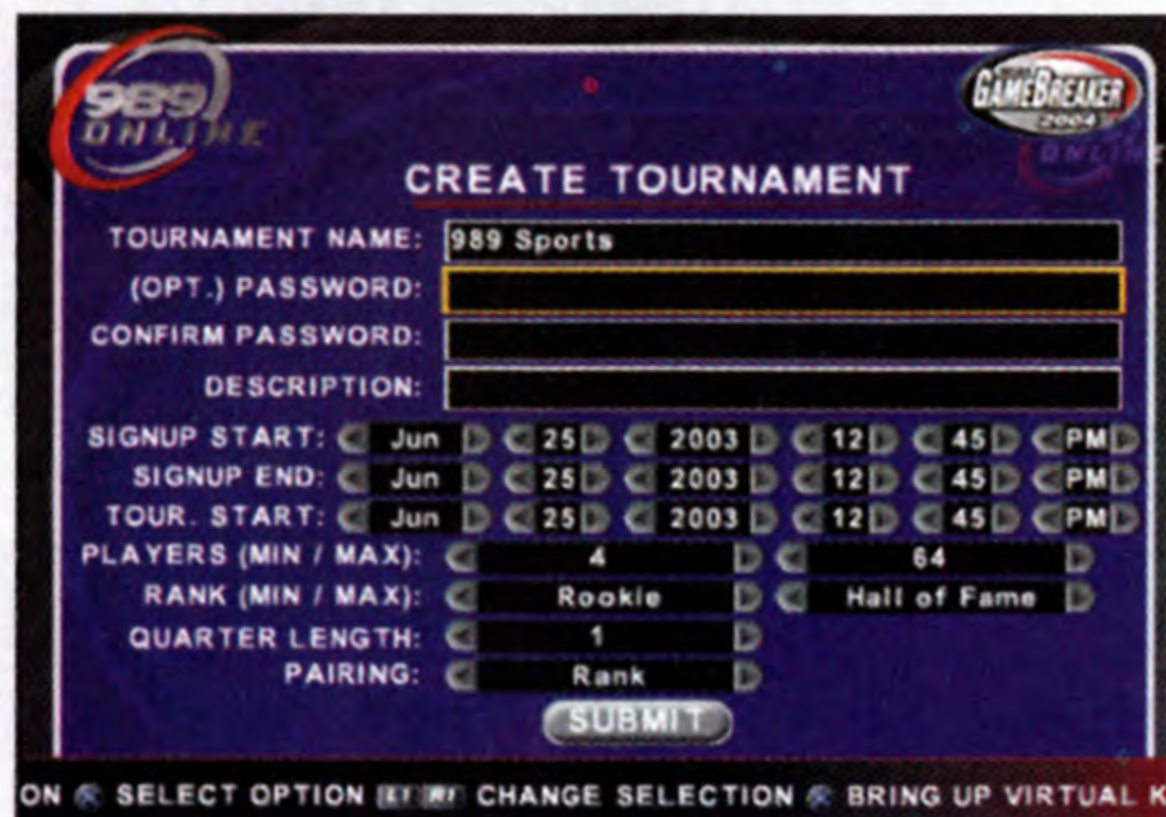 989
ONLINE
GAMEBREAKER
2004
ONLINE
CREATE TOURNAMENT
TOURNAMENT NAME: 989 Sports
(OPT.) PASSWORD:
CONFIRM PASSWORD:
DESCRIPTION:
SIGNUP START: Jun 25 2003 12 45 PM
SIGNUP END: Jun 25 2003 12 45 PM
TOUR. START: Jun 25 2003 12 45 PM
PLAYERS (MIN / MAX): 4 64
RANK (MIN / MAX): Rookie Hall of Fame
QUARTER LENGTH: 1
PAIRING: Rank
SUBMIT
ON SELECT OPTION L1 R1 CHANGE SELECTION BRING UP VIRTUAL K